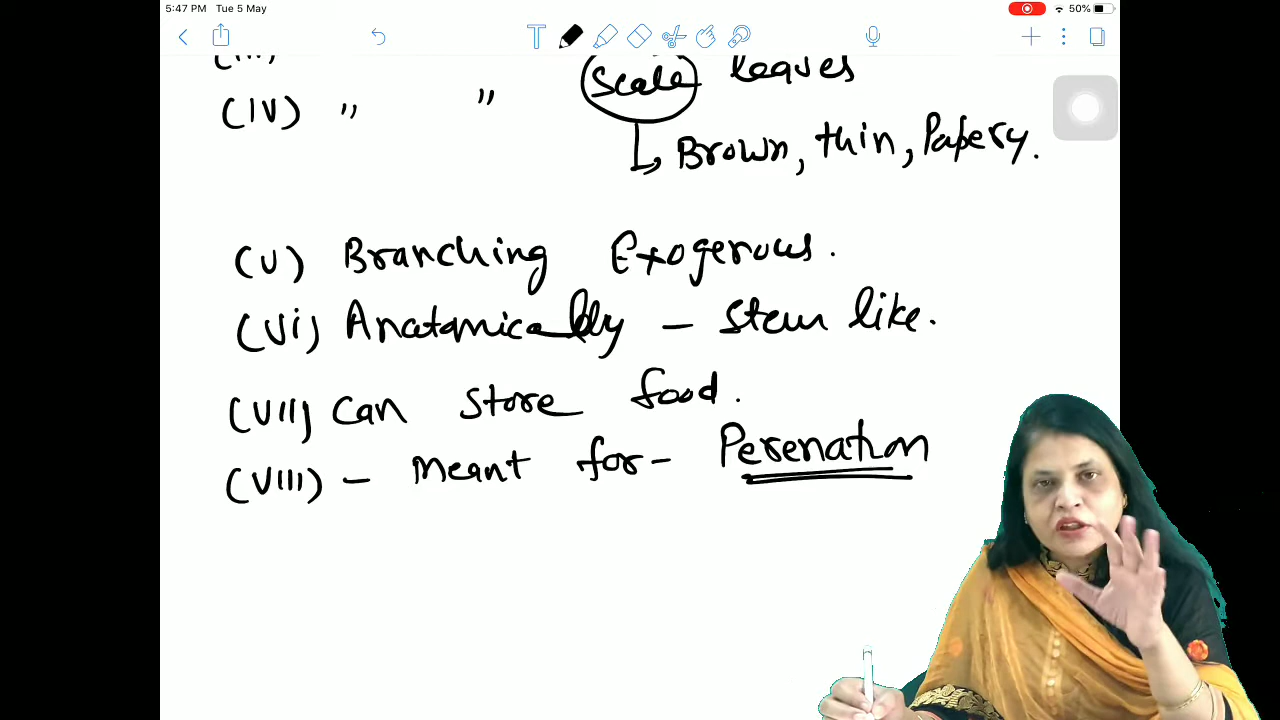 5:47 PM Tue 5 May 50%
(iii)
(iv) " " Scale leaves
Brown, thin, Papery.
(V) Branching Exogenous.
(Vi) Anatomically - Stem like.
(VII) Can store food.
(VIII) - Meant for - Perenation